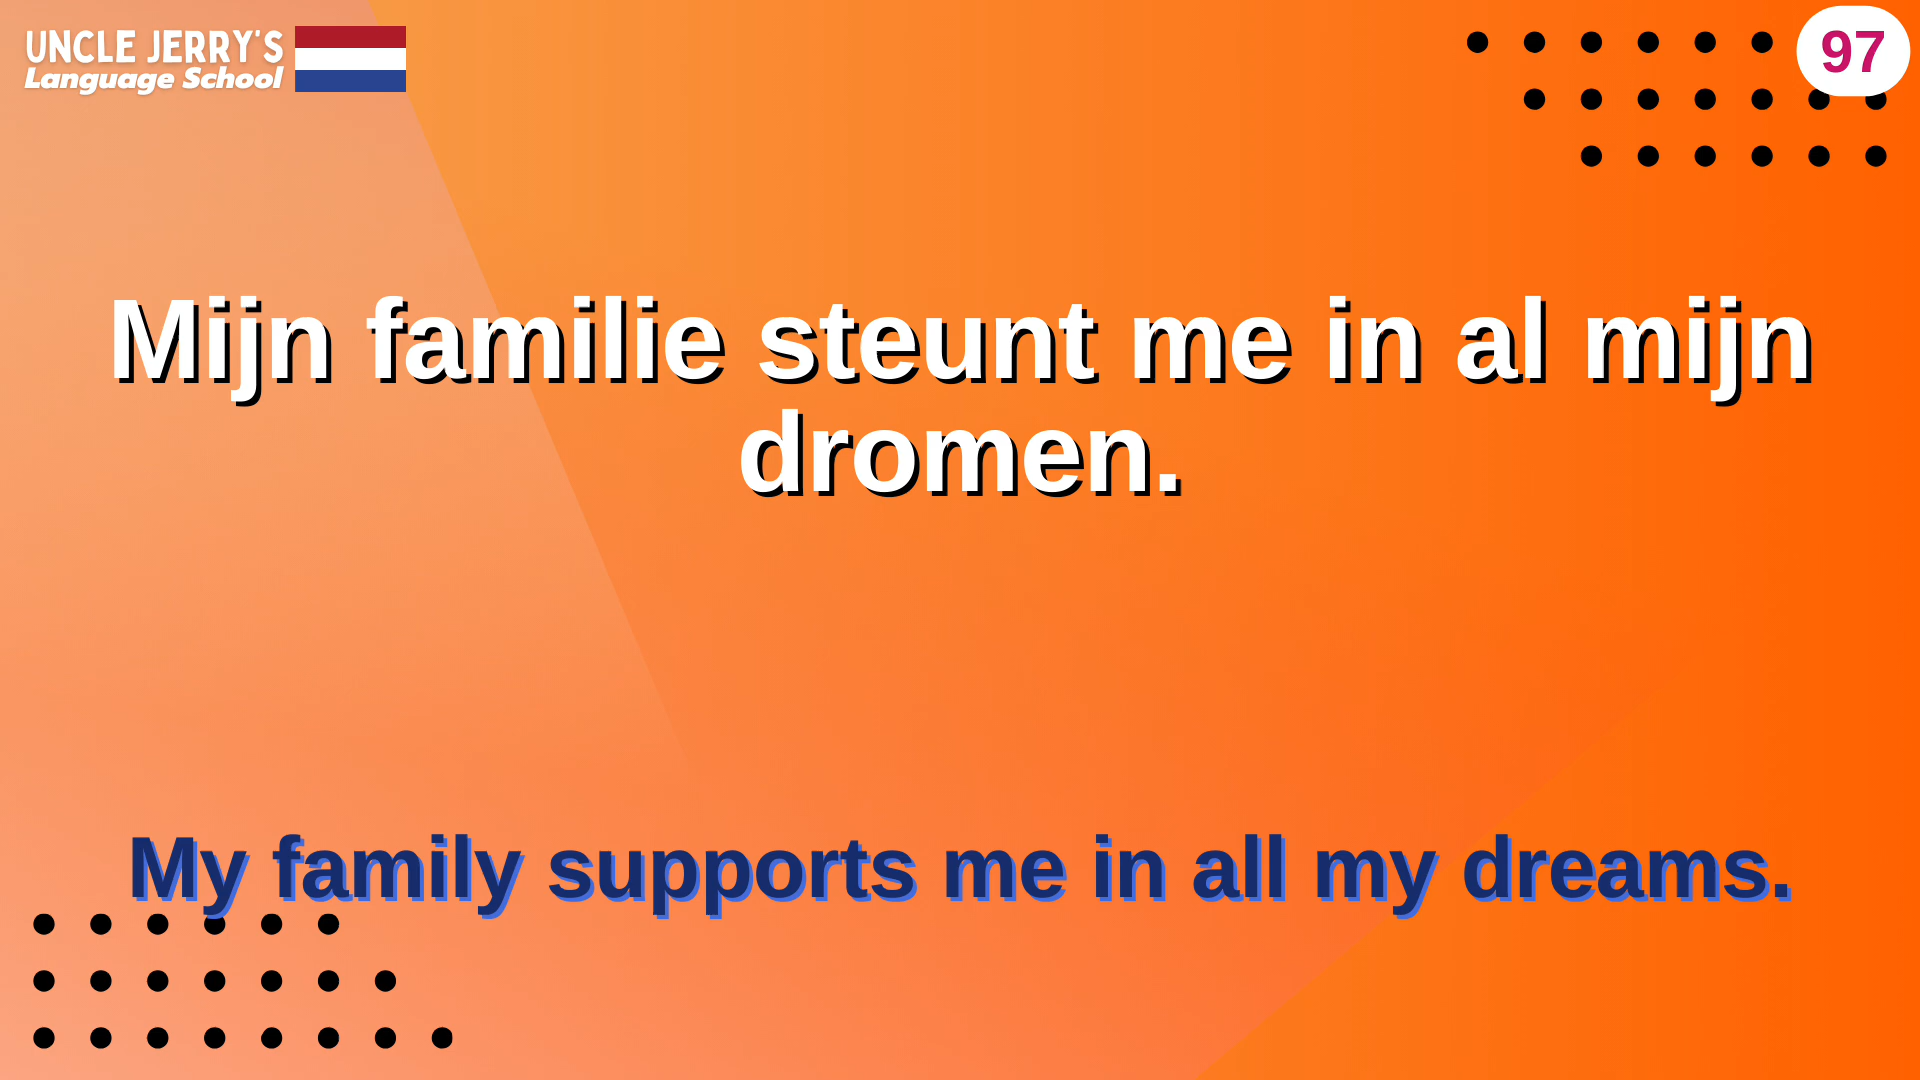 UNCLE JERRY'S
Language School
97
Mijn familie steunt me in al mijn
dromen.
My family supports me in all my dreams.